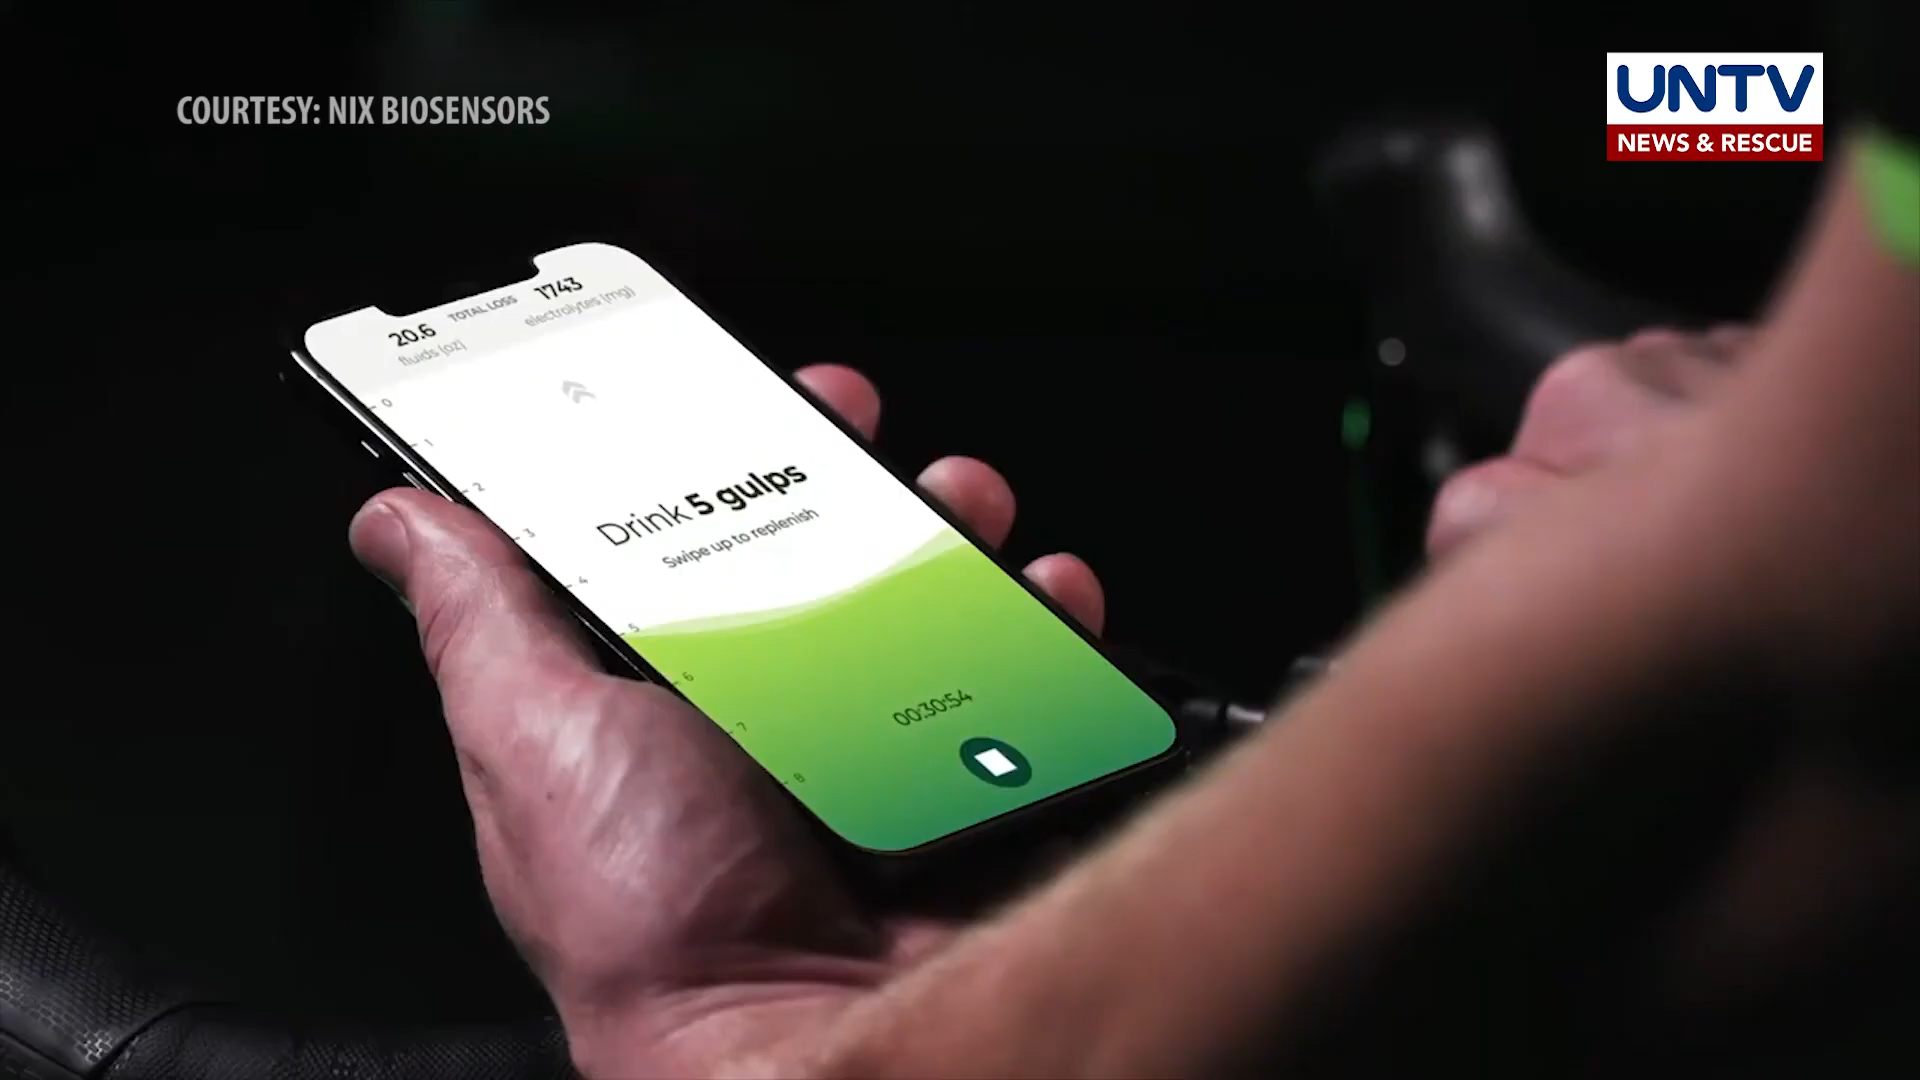 COURTESY: NIX BIOSENSORS
UNTV
NEWS & RESCUE
20.6
fluids (oz)
TOTAL LOSS
1743
electrolytes (mg)
0
1
2
3
4
5
6
7
8
Drink 5 gulps
Swipe up to replenish
00:30:54